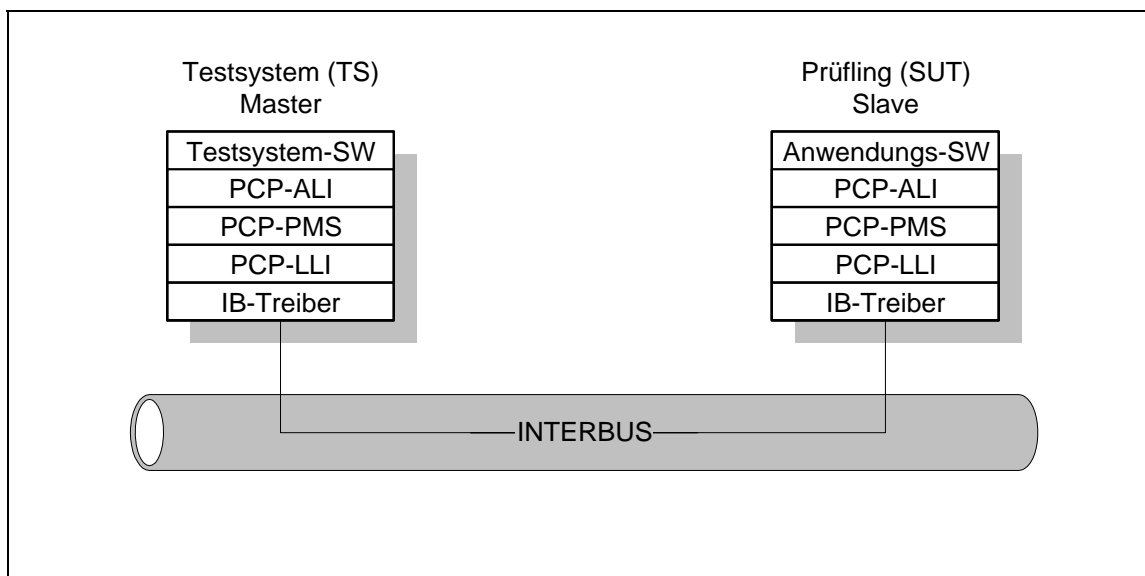 Testsystem (TS)
Master
Testsystem-SW
PCP-ALI
PCP-PMS
PCP-LLI
IB-Treiber
Prüfling (SUT)
Slave
Anwendungs-SW
PCP-ALI
PCP-PMS
PCP-LLI
IB-Treiber
INTERBUS